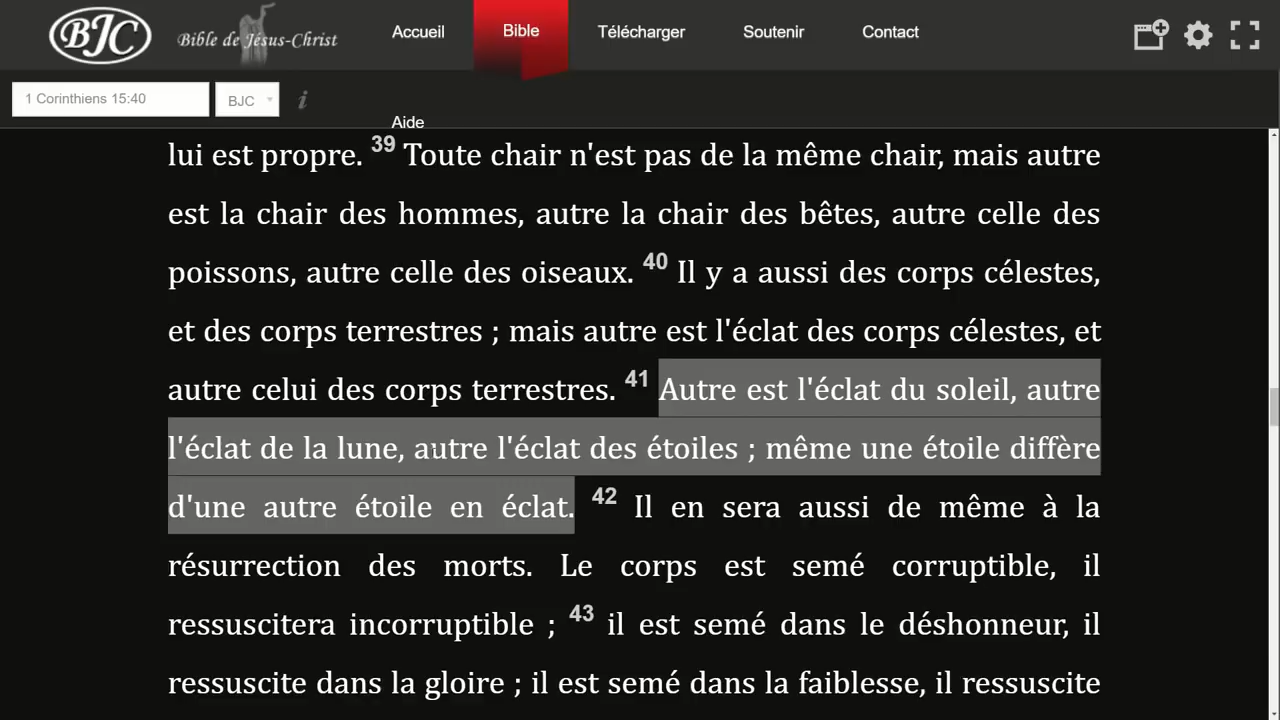 BJC Bible de Jésus-Christ Accueil Bible Télécharger Soutenir Contact
1 Corinthiens 15:40 BJC i
Aide
lui est propre. 39 Toute chair n'est pas de la même chair, mais autre
est la chair des hommes, autre la chair des bêtes, autre celle des
poissons, autre celle des oiseaux. 40 Il y a aussi des corps célestes,
et des corps terrestres ; mais autre est l'éclat des corps célestes, et
autre celui des corps terrestres. 41 Autre est l'éclat du soleil, autre
l'éclat de la lune, autre l'éclat des étoiles ; même une étoile diffère
d'une autre étoile en éclat. 42 Il en sera aussi de même à la
résurrection des morts. Le corps est semé corruptible, il
ressuscitera incorruptible ; 43 il est semé dans le déshonneur, il
ressuscite dans la gloire ; il est semé dans la faiblesse, il ressuscite